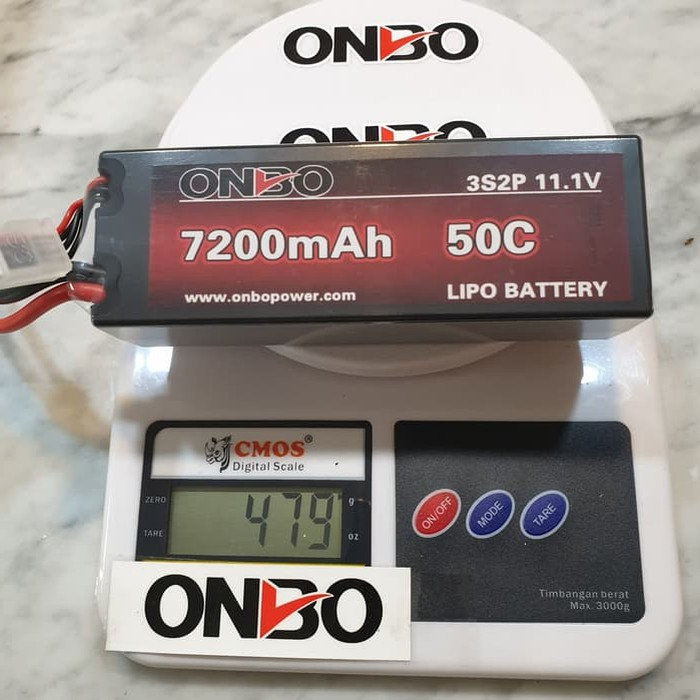 ONBO
ONBO
ONBO
3S2P 11.1V
7200mAh 50C
www.onbopower.com
LIPO BATTERY
CMOS®
Digital Scale
ZERO
TARE
479
g
oz
ON/OFF
MODE
TARE
Timbangan berat
Max. 3000g
ONBO